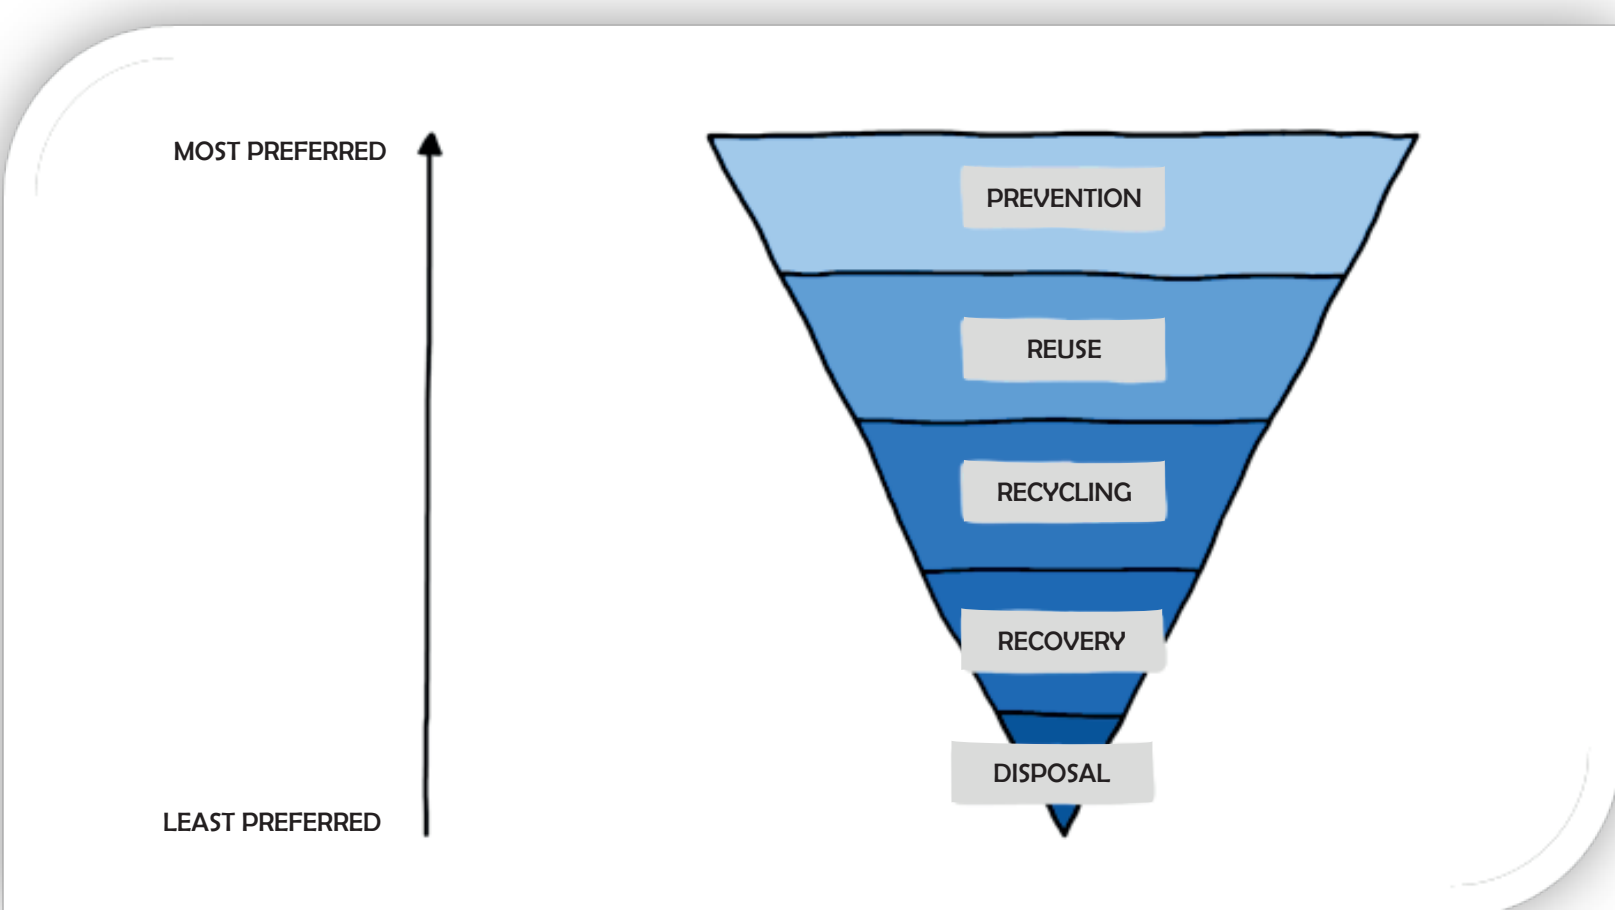 MOST PREFERRED
PREVENTION
REUSE
RECYCLING
RECOVERY
DISPOSAL
LEAST PREFERRED